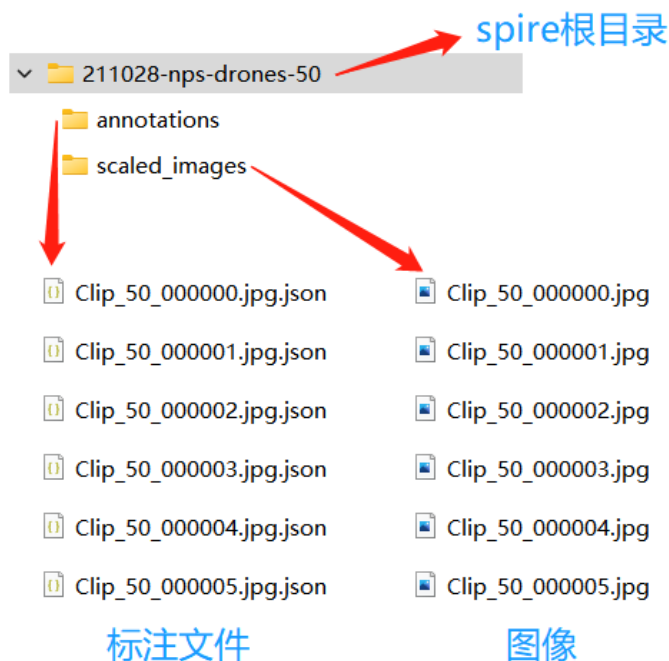 spire根目录
211028-nps-drones-50
annotations
scaled_images
Clip_50_000000.jpg.json Clip_50_000000.jpg
Clip_50_000001.jpg.json Clip_50_000001.jpg
Clip_50_000002.jpg.json Clip_50_000002.jpg
Clip_50_000003.jpg.json Clip_50_000003.jpg
Clip_50_000004.jpg.json Clip_50_000004.jpg
Clip_50_000005.jpg.json Clip_50_000005.jpg
标注文件 图像